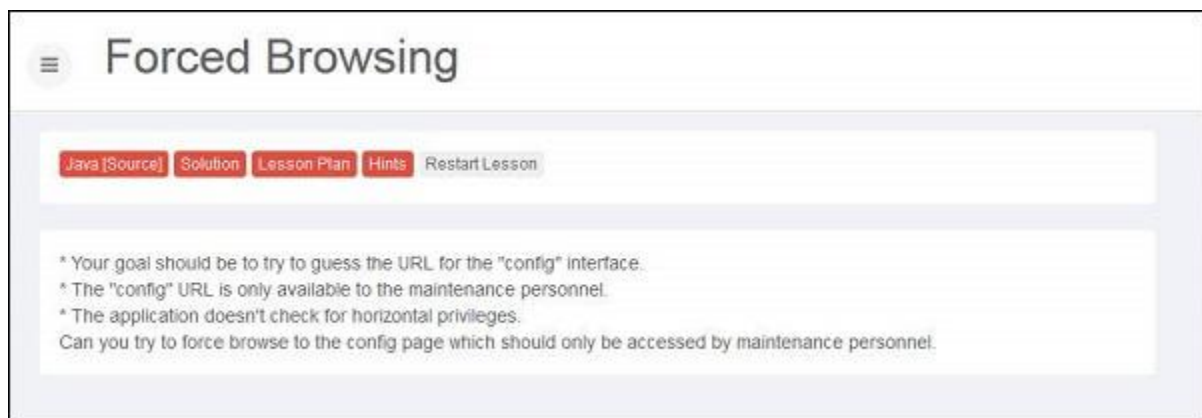 Forced Browsing
Java [Source] Solution Lesson Plan Hints Restart Lesson
* Your goal should be to try to guess the URL for the "config" interface.
* The "config" URL is only available to the maintenance personnel.
* The application doesn't check for horizontal privileges.
Can you try to force browse to the config page which should only be accessed by maintenance personnel.